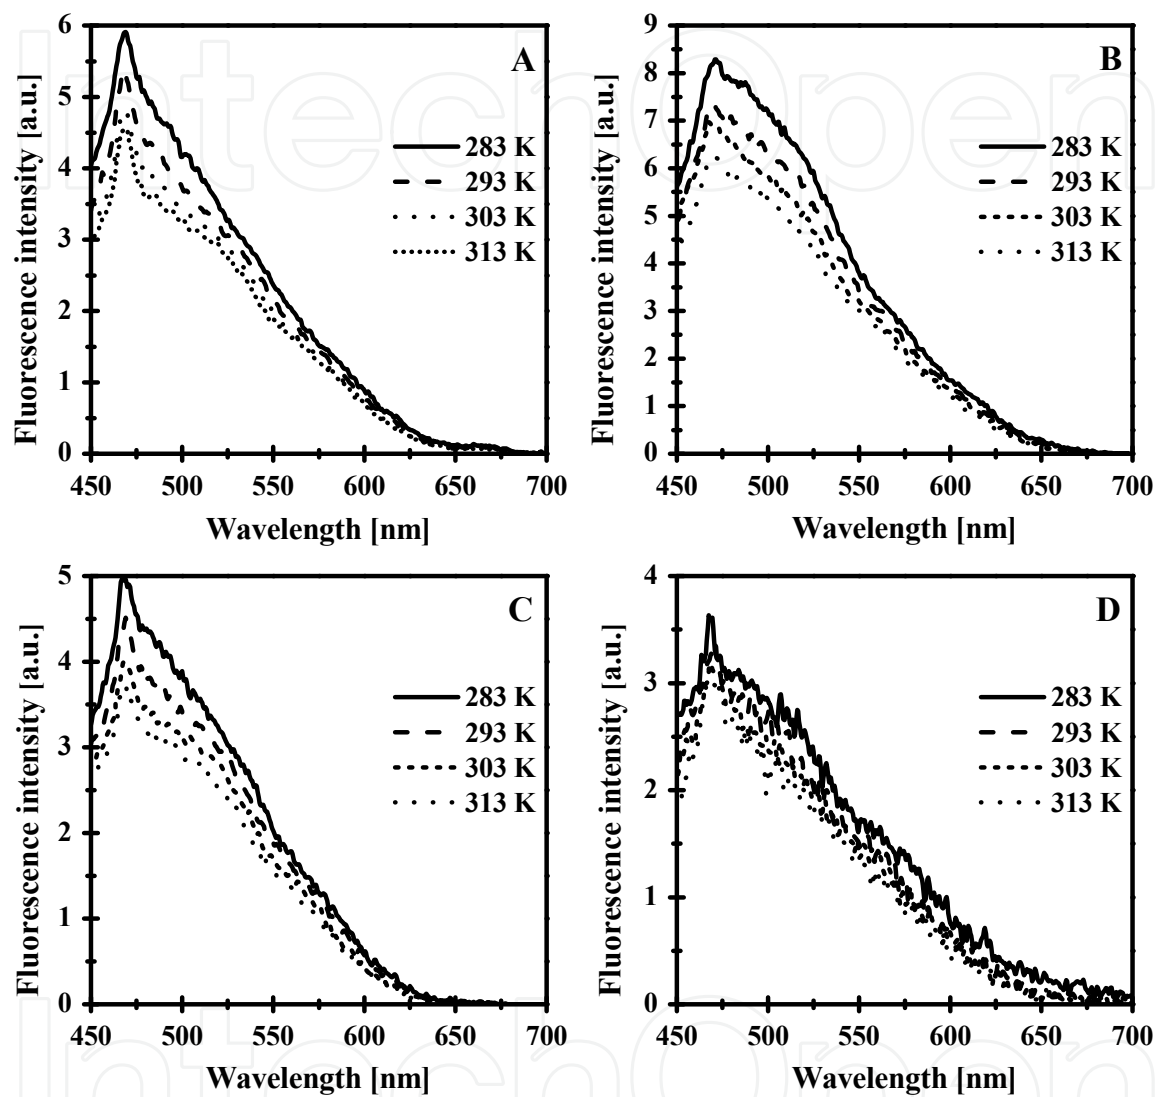 IntechOpen
A
Fluorescence intensity [a.u.]
6
5
4
3
2
1
0
283 K
293 K
303 K
313 K
450 500 550 600 650 700
Wavelength [nm]
B
Fluorescence intensity [a.u.]
9
8
7
6
5
4
3
2
1
0
283 K
293 K
303 K
313 K
450 500 550 600 650 700
Wavelength [nm]
C
Fluorescence intensity [a.u.]
5
4
3
2
1
0
283 K
293 K
303 K
313 K
450 500 550 600 650 700
Wavelength [nm]
D
Fluorescence intensity [a.u.]
4
3
2
1
0
283 K
293 K
303 K
313 K
450 500 550 600 650 700
Wavelength [nm]
IntechOpen